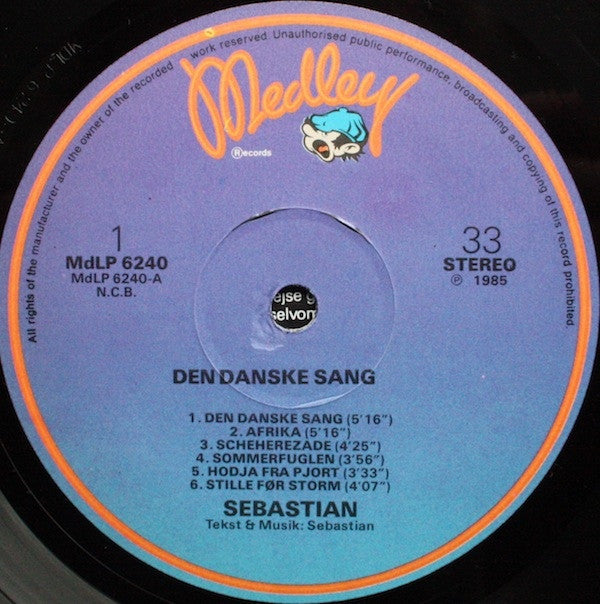 All rights of the manufacturer and the owner of the recorded work reserved. Unauthorised public performance, broadcasting and copying of this record prohibited.
Medley
® Records
1
MdLP 6240
MdLP 6240-A
N.C.B.
33
STEREO
℗ 1985
ejse
selvom
DEN DANSKE SANG
1. DEN DANSKE SANG (5'16")
2. AFRIKA (5'16")
3. SCHEHEREZADE (4'25")
4. SOMMERFUGLEN (3'56")
5. HODJA FRA PJORT (3'33")
6. STILLE FØR STORM (4'07")
SEBASTIAN
Tekst & Musik: Sebastian